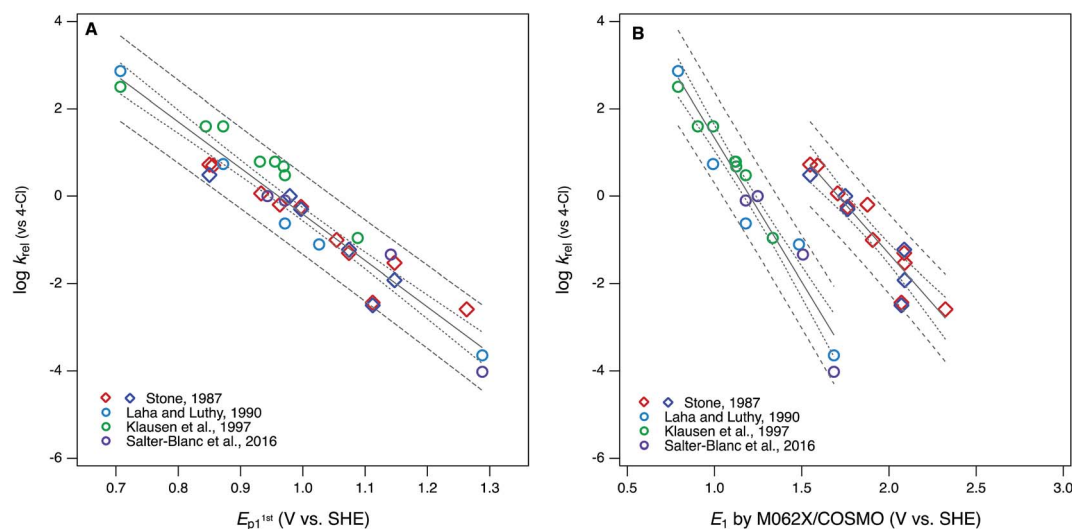 A
4
2
0
-2
-4
-6
log krel (vs 4-Cl)
Stone, 1987
Laha and Luthy, 1990
Klausen et al., 1997
Salter-Blanc et al., 2016
0.7 0.8 0.9 1.0 1.1 1.2 1.3
Ep1 1st (V vs. SHE)
B
4
2
0
-2
-4
-6
log krel (vs 4-Cl)
Stone, 1987
Laha and Luthy, 1990
Klausen et al., 1997
Salter-Blanc et al., 2016
0.5 1.0 1.5 2.0 2.5 3.0
E1 by M062X/COSMO (V vs. SHE)